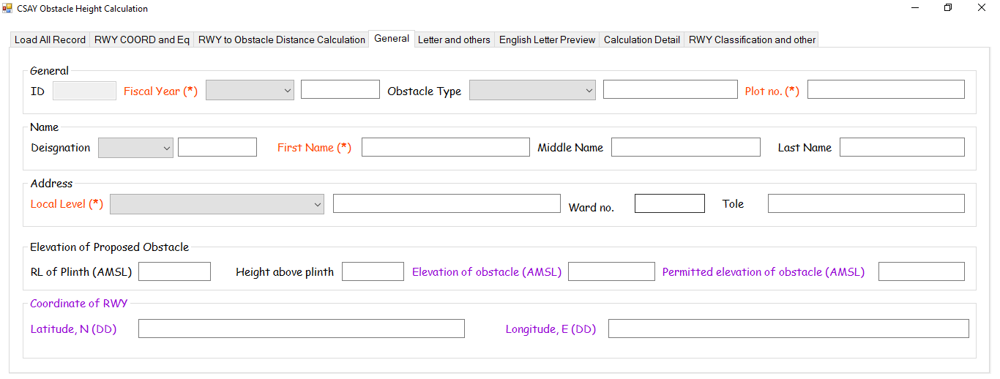 CSAY Obstacle Height Calculation
Load All Record RWY COORD and Eq RWY to Obstacle Distance Calculation General Letter and others English Letter Preview Calculation Detail RWY Classification and other
General
ID Fiscal Year (*) Obstacle Type Plot no. (*)
Name
Deisgnation First Name (*) Middle Name Last Name
Address
Local Level (*) Ward no. Tole
Elevation of Proposed Obstacle
RL of Plinth (AMSL) Height above plinth Elevation of obstacle (AMSL) Permitted elevation of obstacle (AMSL)
Coordinate of RWY
Latitude, N (DD) Longitude, E (DD)